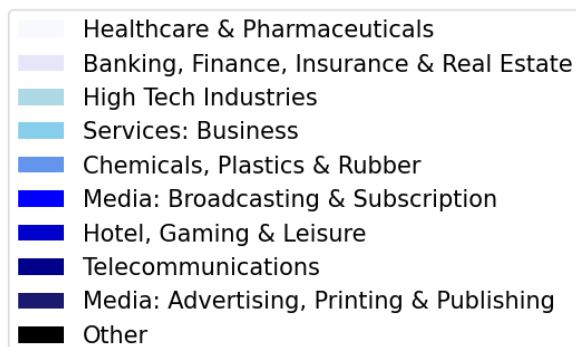 Healthcare & Pharmaceuticals
Banking, Finance, Insurance & Real Estate
High Tech Industries
Services: Business
Chemicals, Plastics & Rubber
Media: Broadcasting & Subscription
Hotel, Gaming & Leisure
Telecommunications
Media: Advertising, Printing & Publishing
Other